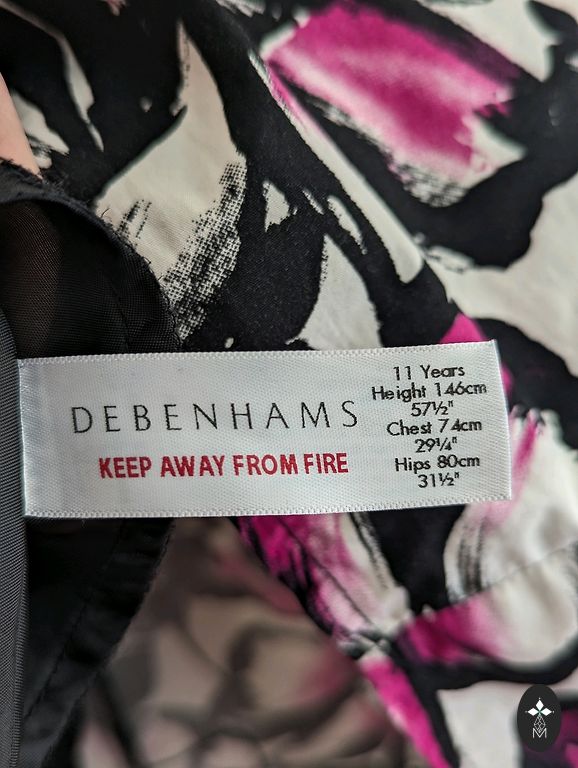 DEBENHAMS
KEEP AWAY FROM FIRE
11 Years
Height 146cm
57½"
Chest 74cm
29¼"
Hips 80cm
31½"
M